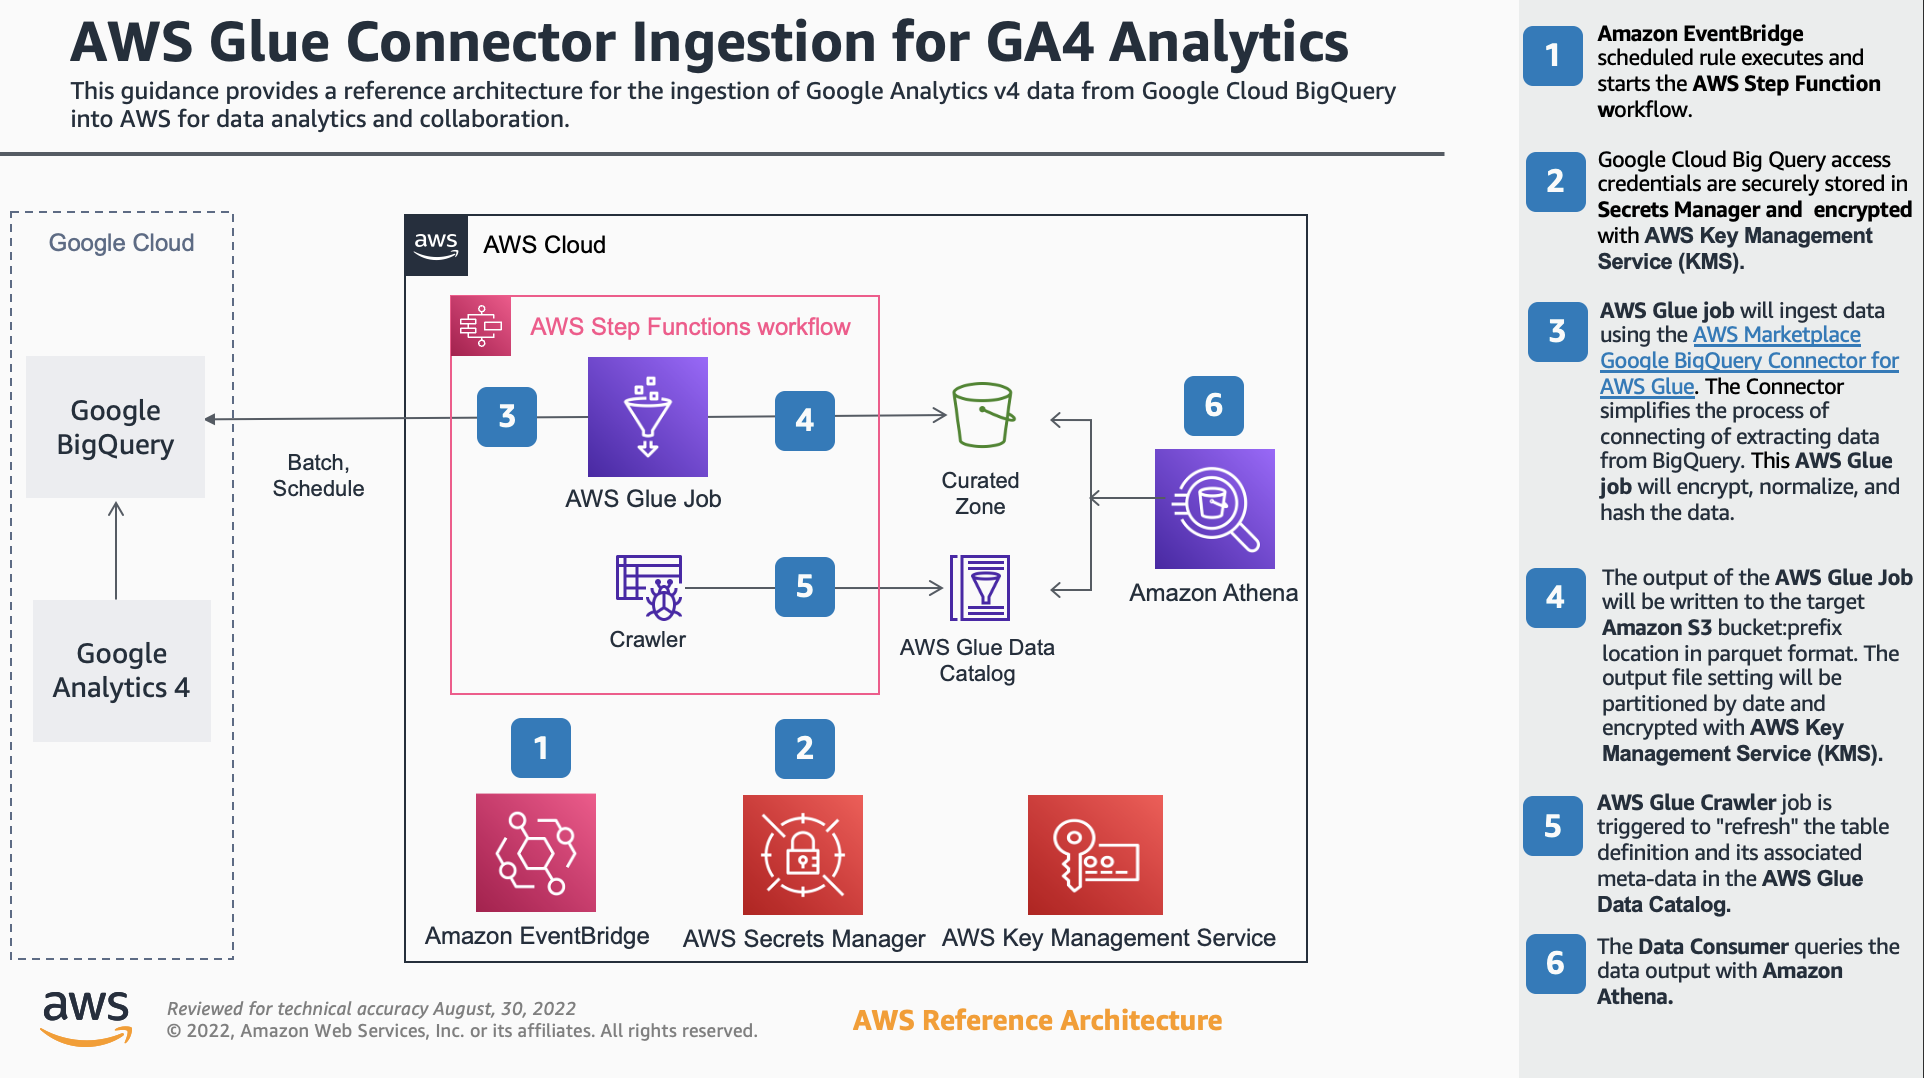 AWS Glue Connector Ingestion for GA4 Analytics
This guidance provides a reference architecture for the ingestion of Google Analytics v4 data from Google Cloud BigQuery
into AWS for data analytics and collaboration.
Google Cloud
Google
BigQuery
Google
Analytics 4
Batch,
Schedule
aws
AWS Cloud
AWS Step Functions workflow
3
AWS Glue Job
4
Curated
Zone
6
Amazon Athena
Crawler
5
AWS Glue Data
Catalog
1
Amazon EventBridge
2
AWS Secrets Manager
AWS Key Management Service
aws
Reviewed for technical accuracy August, 30, 2022
© 2022, Amazon Web Services, Inc. or its affiliates. All rights reserved.
AWS Reference Architecture
1
Amazon EventBridge
scheduled rule executes and
starts the AWS Step Function
workflow.
2
Google Cloud Big Query access
credentials are securely stored in
Secrets Manager and encrypted
with AWS Key Management
Service (KMS).
3
AWS Glue job will ingest data
using the AWS Marketplace
Google BigQuery Connector for
AWS Glue. The Connector
simplifies the process of
connecting of extracting data
from BigQuery. This AWS Glue
job will encrypt, normalize, and
hash the data.
4
The output of the AWS Glue Job
will be written to the target
Amazon S3 bucket:prefix
location in parquet format. The
output file setting will be
partitioned by date and
encrypted with AWS Key
Management Service (KMS).
5
AWS Glue Crawler job is
triggered to "refresh" the table
definition and its associated
meta-data in the AWS Glue
Data Catalog.
6
The Data Consumer queries the
data output with Amazon
Athena.